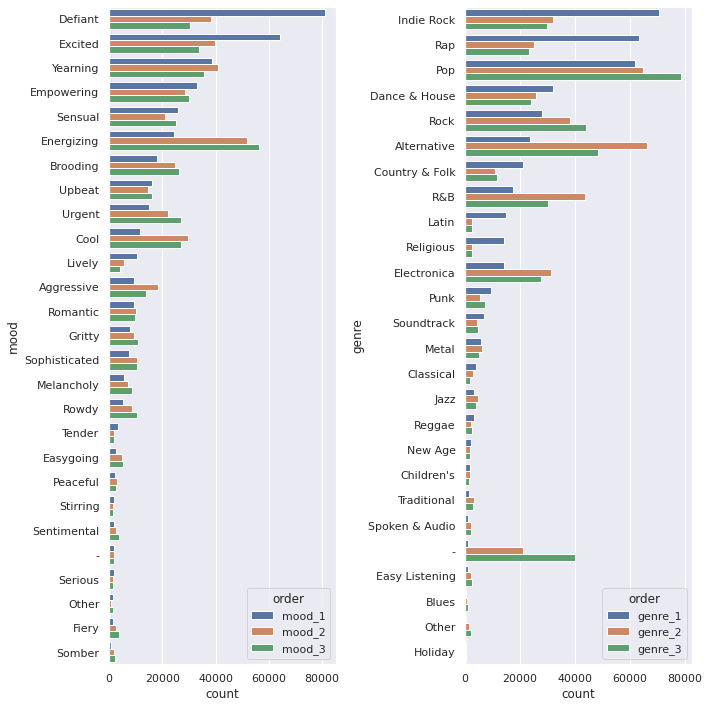 mood
Defiant
Excited
Yearning
Empowering
Sensual
Energizing
Brooding
Upbeat
Urgent
Cool
Lively
Aggressive
Romantic
Gritty
Sophisticated
Melancholy
Rowdy
Tender
Easygoing
Peaceful
Stirring
Sentimental
-
Serious
Other
Fiery
Somber
0 20000 40000 60000 80000
count
order
mood_1
mood_2
mood_3
genre
Indie Rock
Rap
Pop
Dance & House
Rock
Alternative
Country & Folk
R&B
Latin
Religious
Electronica
Punk
Soundtrack
Metal
Classical
Jazz
Reggae
New Age
Children's
Traditional
Spoken & Audio
-
Easy Listening
Blues
Other
Holiday
0 20000 40000 60000 80000
count
order
genre_1
genre_2
genre_3